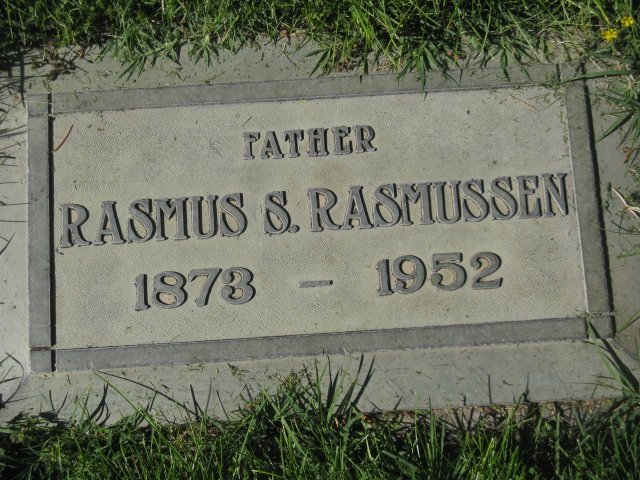 FATHER
RASMUS S. RASMUSSEN
1873 – 1952